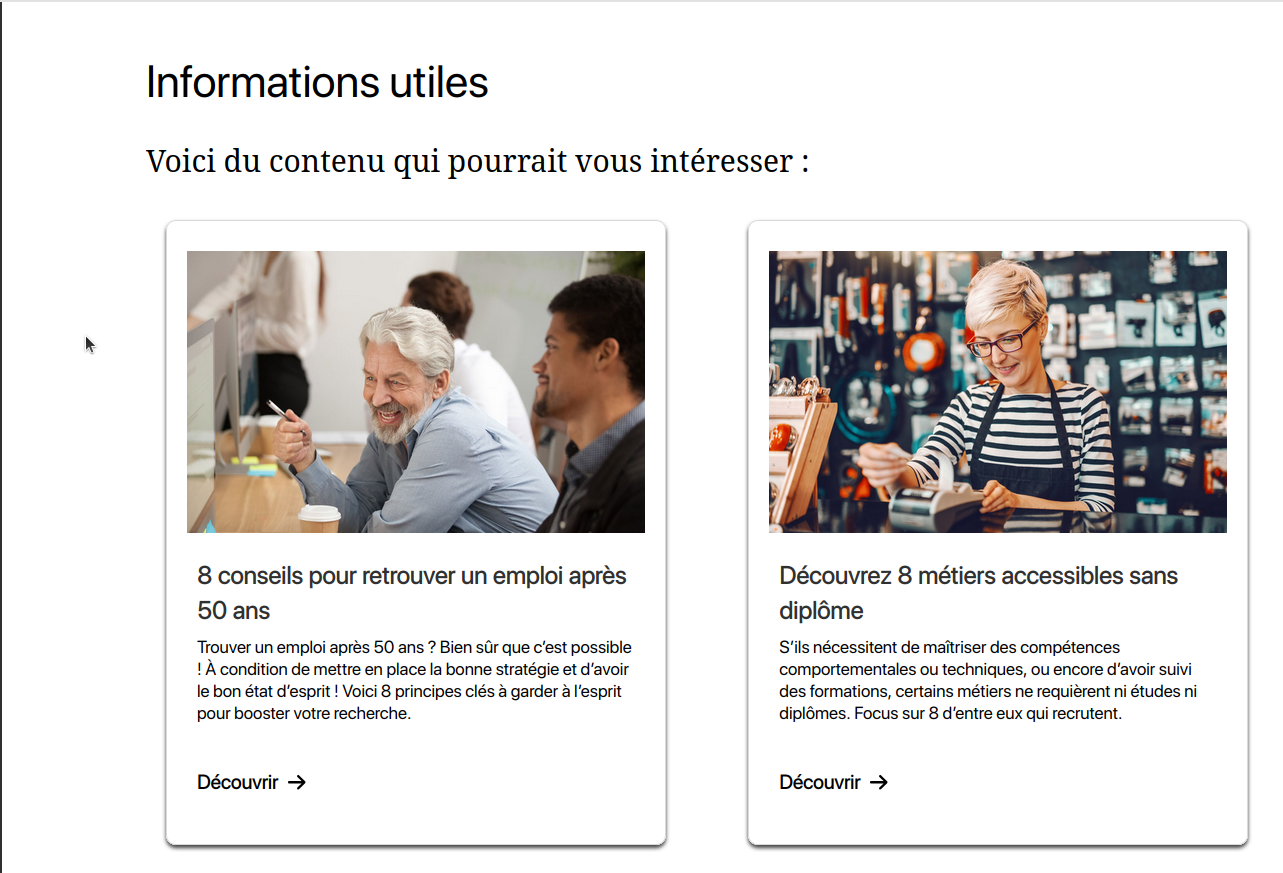 Informations utiles
Voici du contenu qui pourrait vous intéresser :
8 conseils pour retrouver un emploi après
50 ans
Trouver un emploi après 50 ans ? Bien sûr que c’est possible
! À condition de mettre en place la bonne stratégie et d’avoir
le bon état d’esprit ! Voici 8 principes clés à garder à l’esprit
pour booster votre recherche.
Découvrir →
Découvrez 8 métiers accessibles sans
diplôme
S’ils nécessitent de maîtriser des compétences
comportementales ou techniques, ou encore d’avoir suivi
des formations, certains métiers ne requièrent ni études ni
diplômes. Focus sur 8 d’entre eux qui recrutent.
Découvrir →